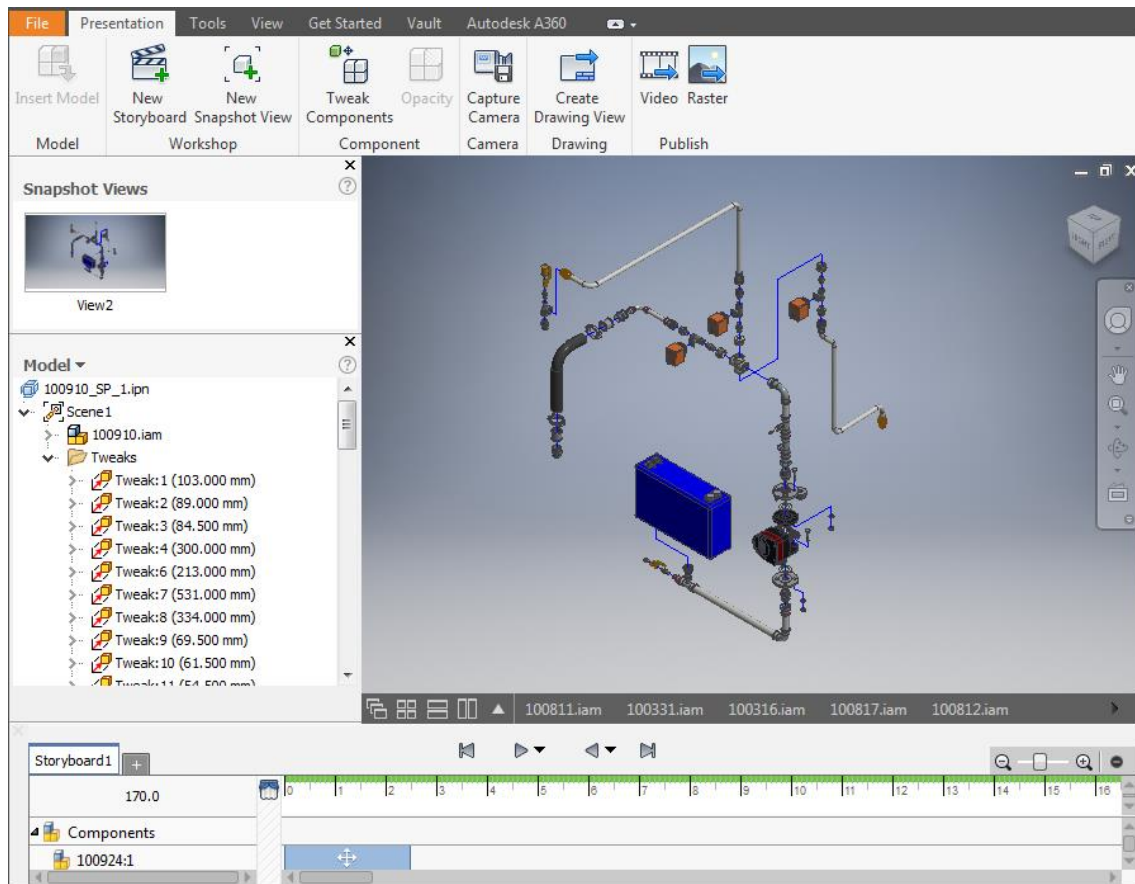 File Presentation Tools View Get Started Vault Autodesk A360
Insert Model
New
Storyboard
New
Snapshot View
Tweak
Components
Opacity
Capture
Camera
Create
Drawing View
Video Raster
Model Workshop Component Camera Drawing Publish
Snapshot Views
View2
Model
100910_SP_1.ipn
Scene1
100910.iam
Tweaks
Tweak:1 (103.000 mm)
Tweak:2 (89.000 mm)
Tweak:3 (84.500 mm)
Tweak:4 (300.000 mm)
Tweak:6 (213.000 mm)
Tweak:7 (531.000 mm)
Tweak:8 (334.000 mm)
Tweak:9 (69.500 mm)
Tweak:10 (61.500 mm)
Tweak:11 (54.500 mm)
100811.iam 100331.iam 100316.iam 100817.iam 100812.iam
Storyboard1 +
170.0
0 1 2 3 4 5 6 7 8 9 10 11 12 13 14 15 16
Components
100924:1